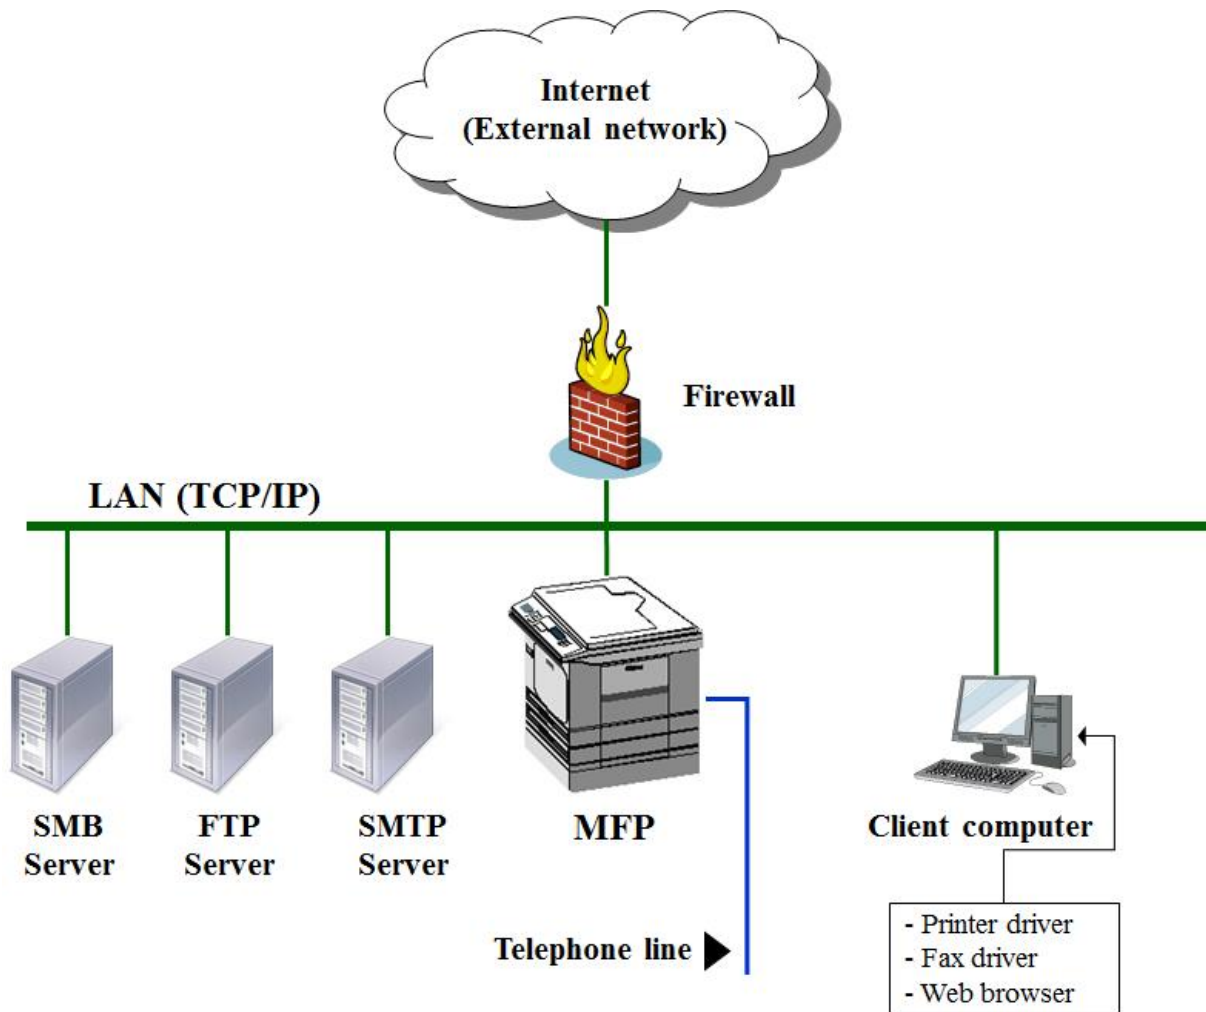 Internet
(External network)
Firewall
LAN (TCP/IP)
SMB
Server
FTP
Server
SMTP
Server
MFP
Client computer
Telephone line
- Printer driver
- Fax driver
- Web browser